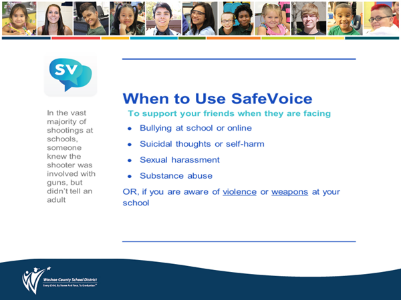 SV
When to Use SafeVoice
To support your friends when they are facing
• Bullying at school or online
• Suicidal thoughts or self-harm
• Sexual harassment
• Substance abuse
OR, if you are aware of violence or weapons at your
school
In the vast
majority of
shootings at
schools,
someone
knew the
shooter was
involved with
guns, but
didn't tell an
adult
Washoe County School District